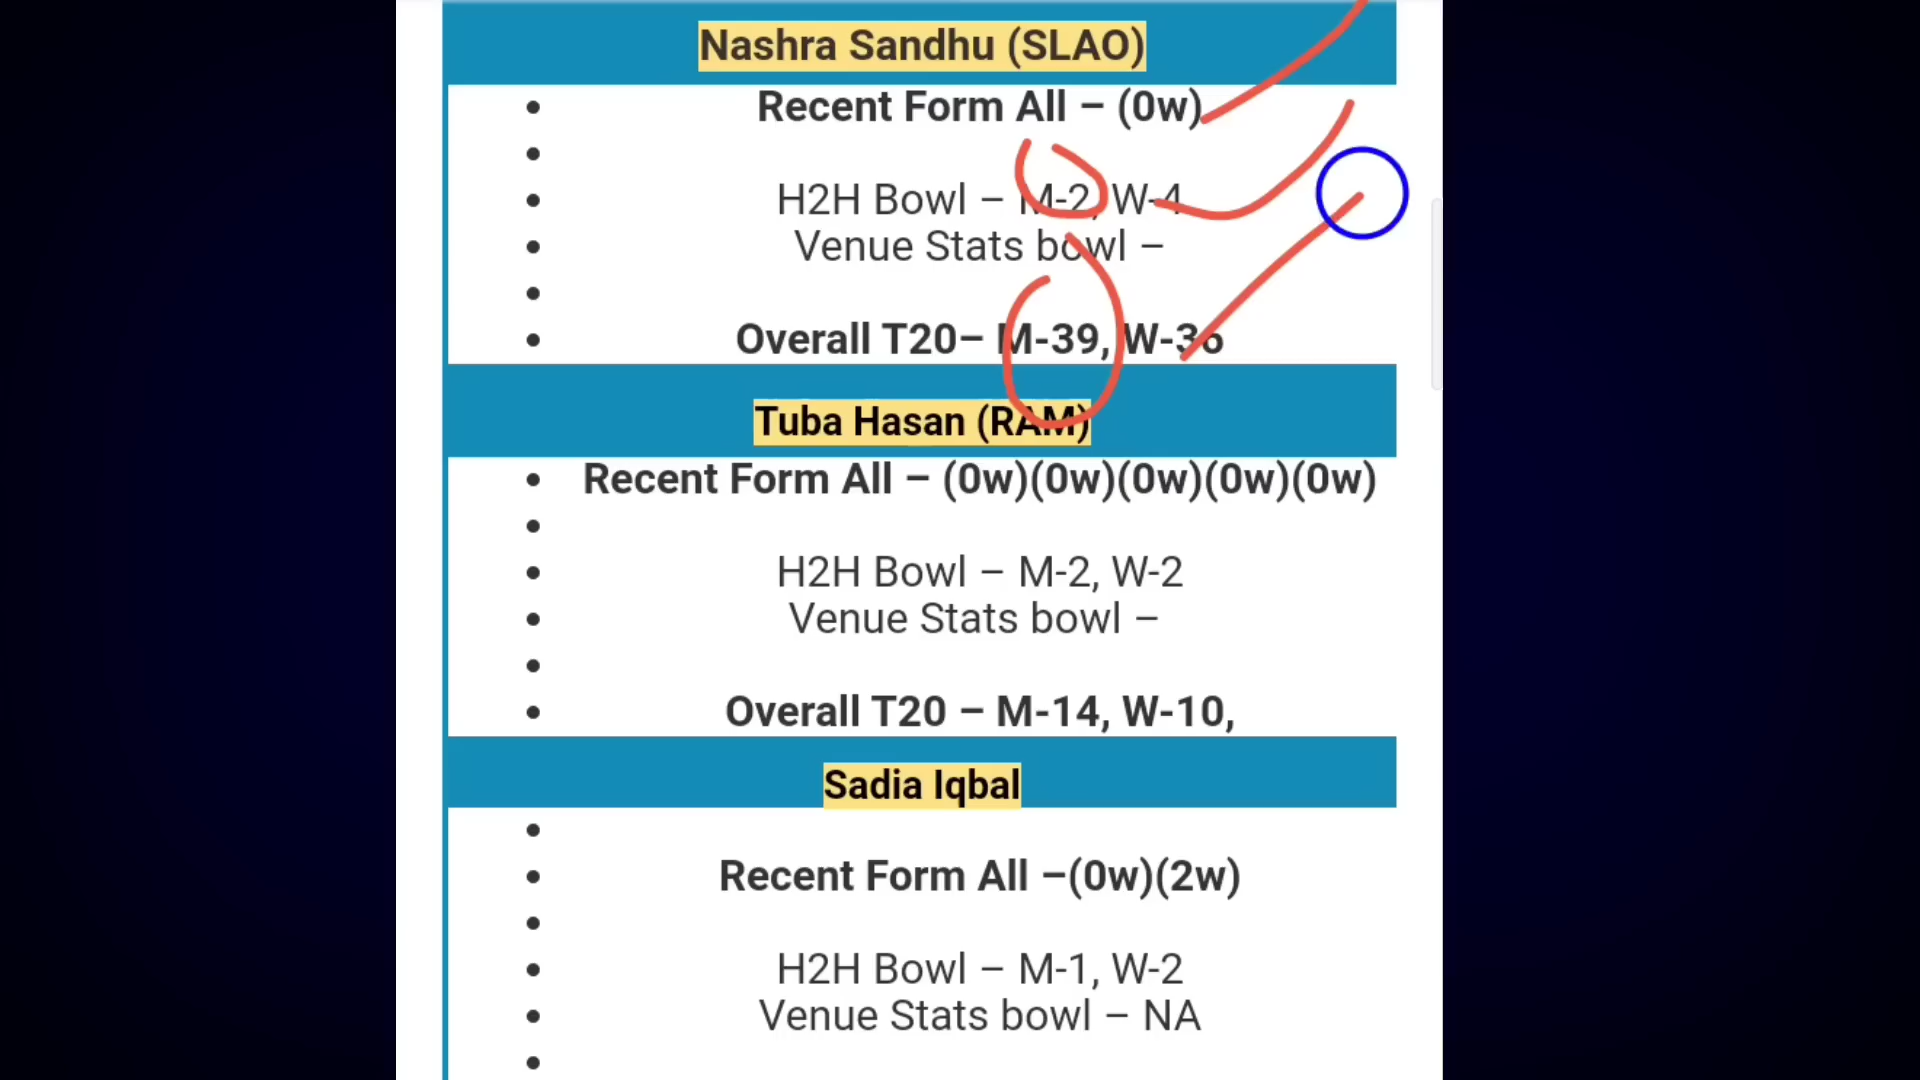 Nashra Sandhu (SLAO)
Recent Form All – (0w)
H2H Bowl – M-2, W-4
Venue Stats bowl –
Overall T20– M-39, W-36
Tuba Hasan (RAM)
Recent Form All – (0w)(0w)(0w)(0w)(0w)
H2H Bowl – M-2, W-2
Venue Stats bowl –
Overall T20 – M-14, W-10,
Sadia Iqbal
Recent Form All –(0w)(2w)
H2H Bowl – M-1, W-2
Venue Stats bowl – NA